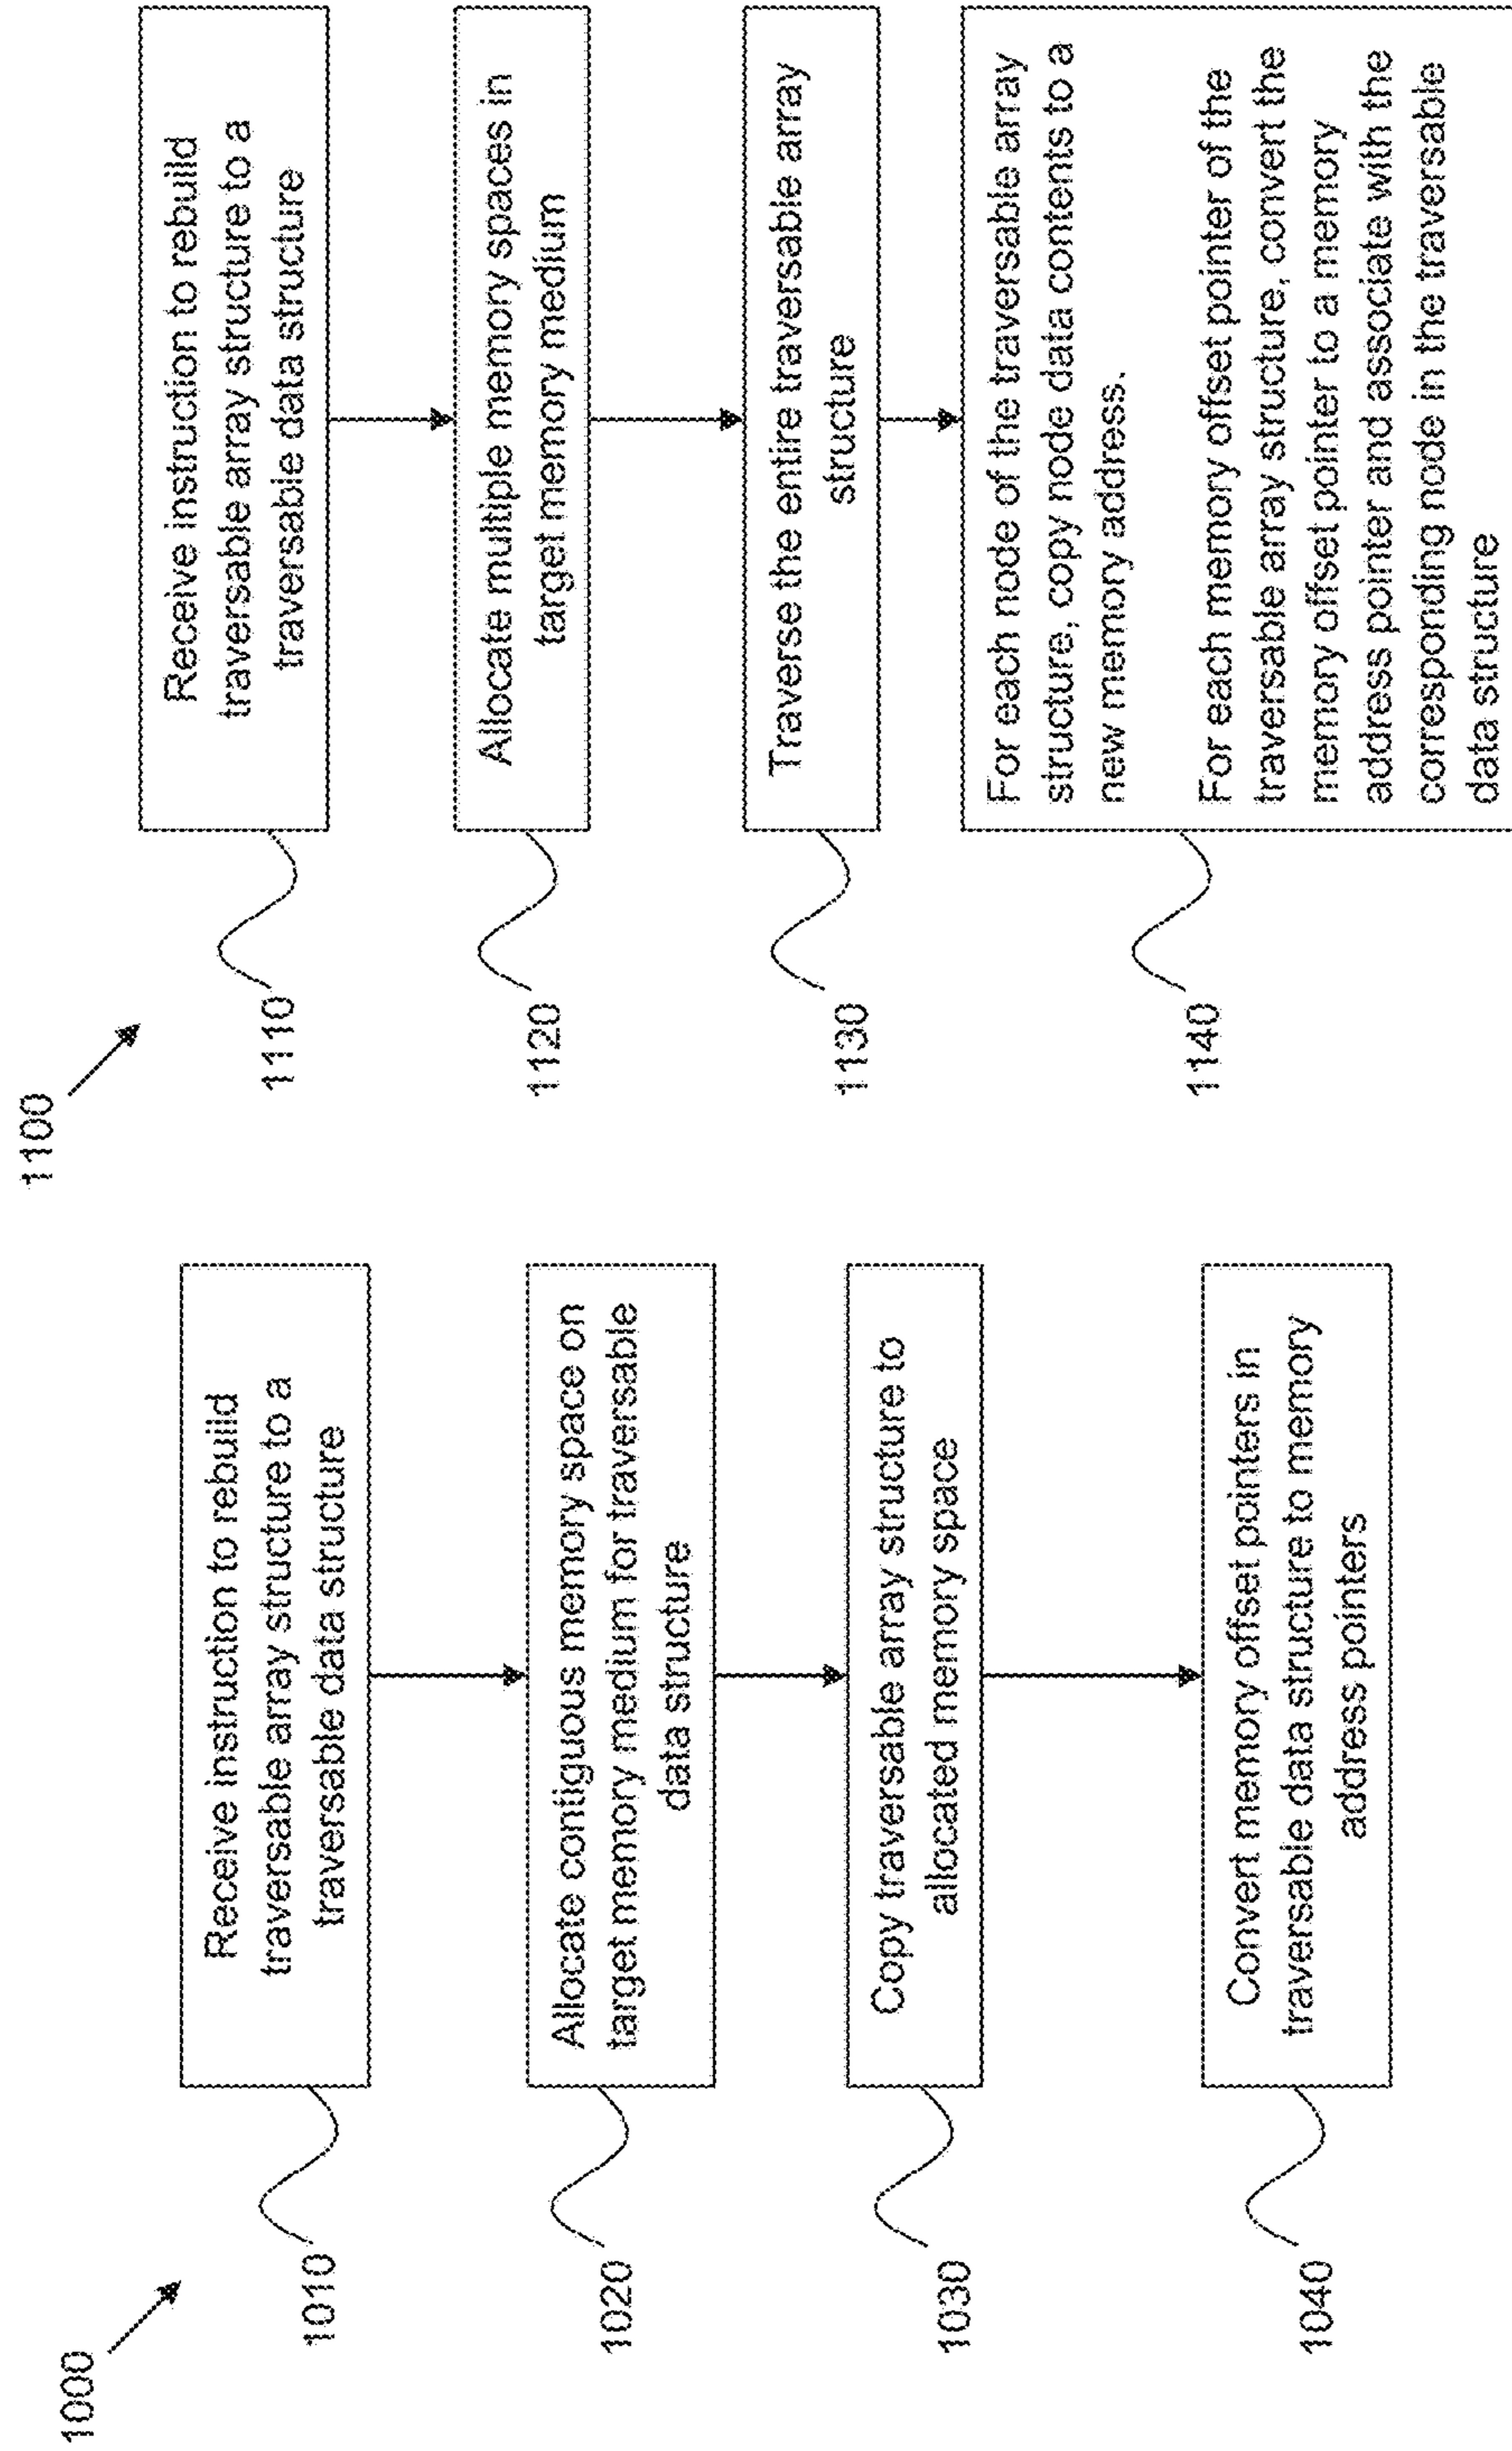 1000
1010
Receive instruction to rebuild
traversable array structure to a
traversable data structure
1020
Allocate contiguous memory space on
target memory medium for traversable
data structure
1030
Copy traversable array structure to
allocated memory space
1040
Convert memory offset pointers in
traversable data structure to memory
address pointers
1100
1110
Receive instruction to rebuild
traversable array structure to a
traversable data structure
1120
Allocate multiple memory spaces in
target memory medium
1130
Traverse the entire traversable array
structure
1140
For each node of the traversable array
structure, copy node data contents to a
new memory address.
For each memory offset pointer of the
traversable array structure, convert the
memory offset pointer to a memory
address pointer and associate with the
corresponding node in the traversable
data structure